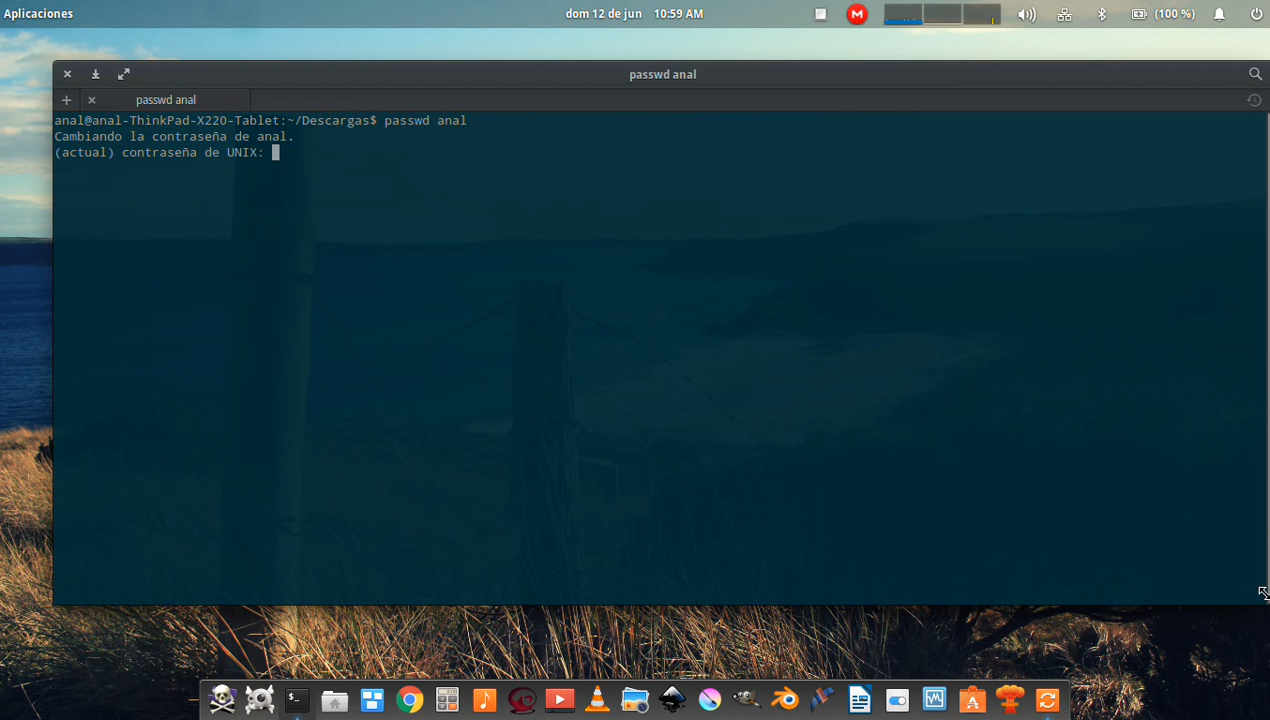 Aplicaciones
dom 12 de jun 10:59 AM
(100 %)
passwd anal
passwd anal
anal@anal-ThinkPad-X220-Tablet:~/Descargas$ passwd anal
Cambiando la contraseña de anal.
(actual) contraseña de UNIX: